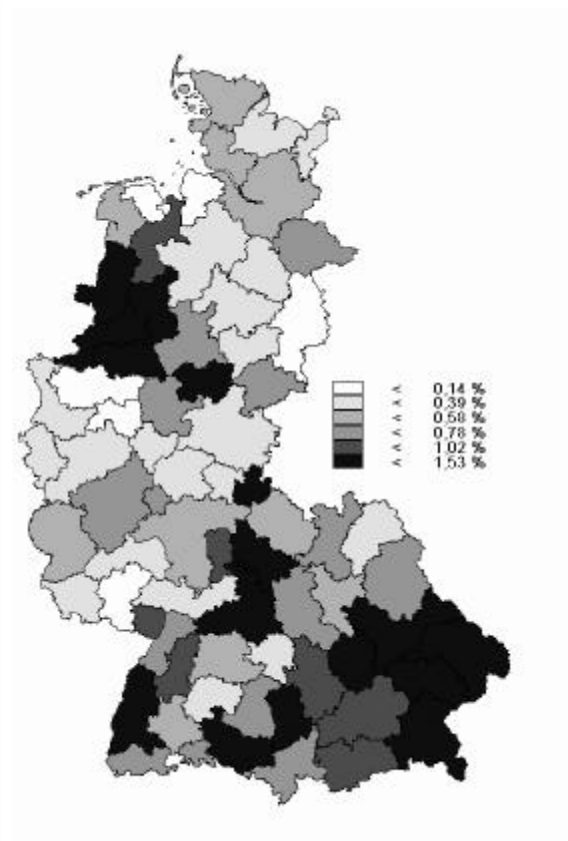 < 0,14 %
< 0,39 %
< 0,58 %
< 0,78 %
< 1,02 %
< 1,53 %